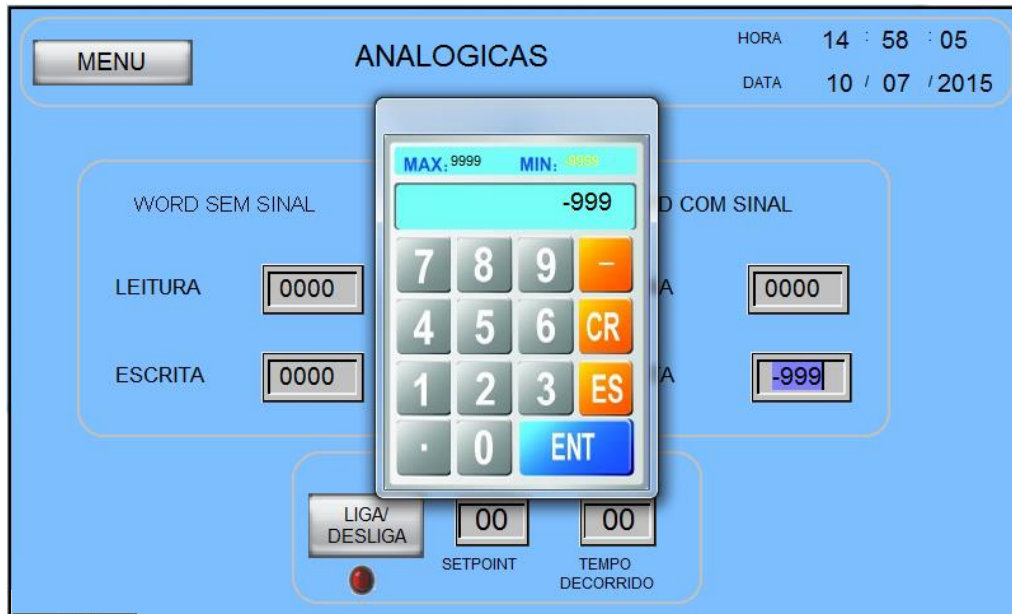 MENU
ANALOGICAS
HORA 14 : 58 : 05
DATA 10 / 07 / 2015
MAX: 9999 MIN: -9999
-999
WORD SEM SINAL
D COM SINAL
7 8 9 -
LEITURA 0000
A 0000
4 5 6 CR
ESCRITA 0000
TA -999
1 2 3 ES
. 0 ENT
LIGA/
DESLIGA
00
00
SETPOINT
TEMPO
DECORRIDO